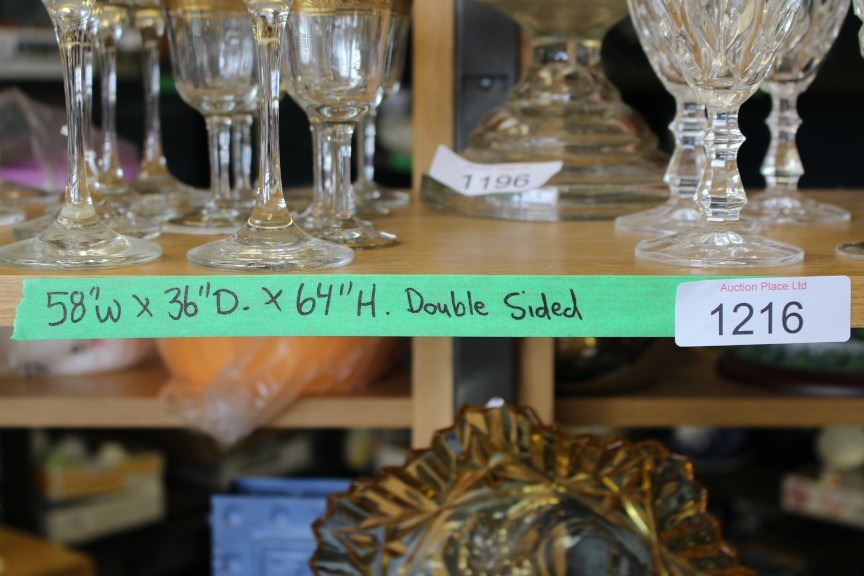 1196
58"W x 36"D. x 64"H. Double Sided
Auction Place Ltd
1216